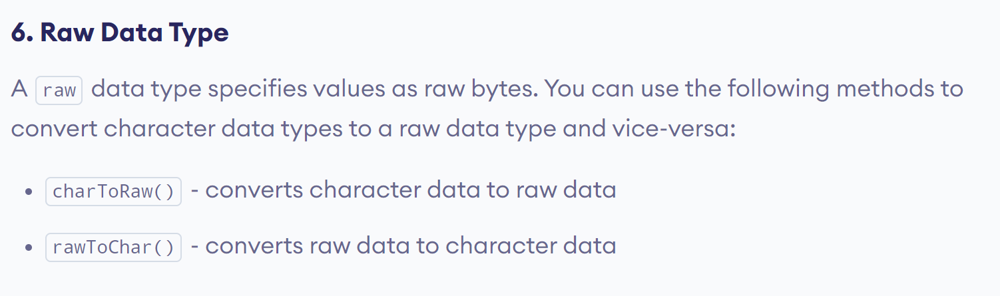 6. Raw Data Type
A raw data type specifies values as raw bytes. You can use the following methods to
convert character data types to a raw data type and vice-versa:
• charToRaw() - converts character data to raw data
• rawToChar() - converts raw data to character data